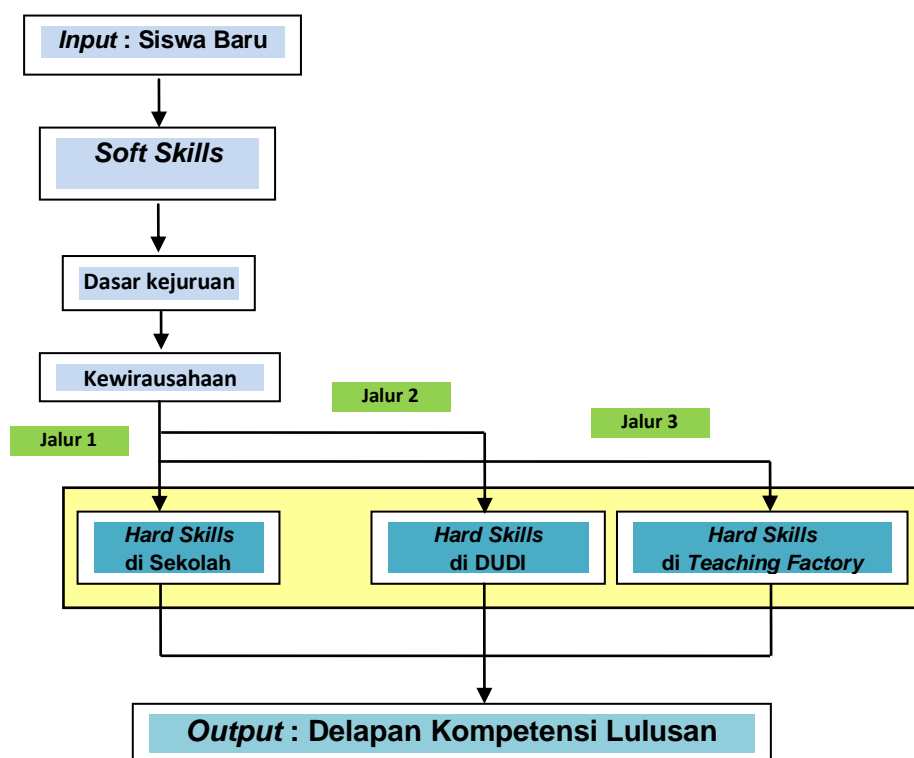 Input : Siswa Baru
Soft Skills
Dasar kejuruan
Kewirausahaan
Jalur 1
Jalur 2
Jalur 3
Hard Skills
di Sekolah
Hard Skills
di DUDI
Hard Skills
di Teaching Factory
Output : Delapan Kompetensi Lulusan